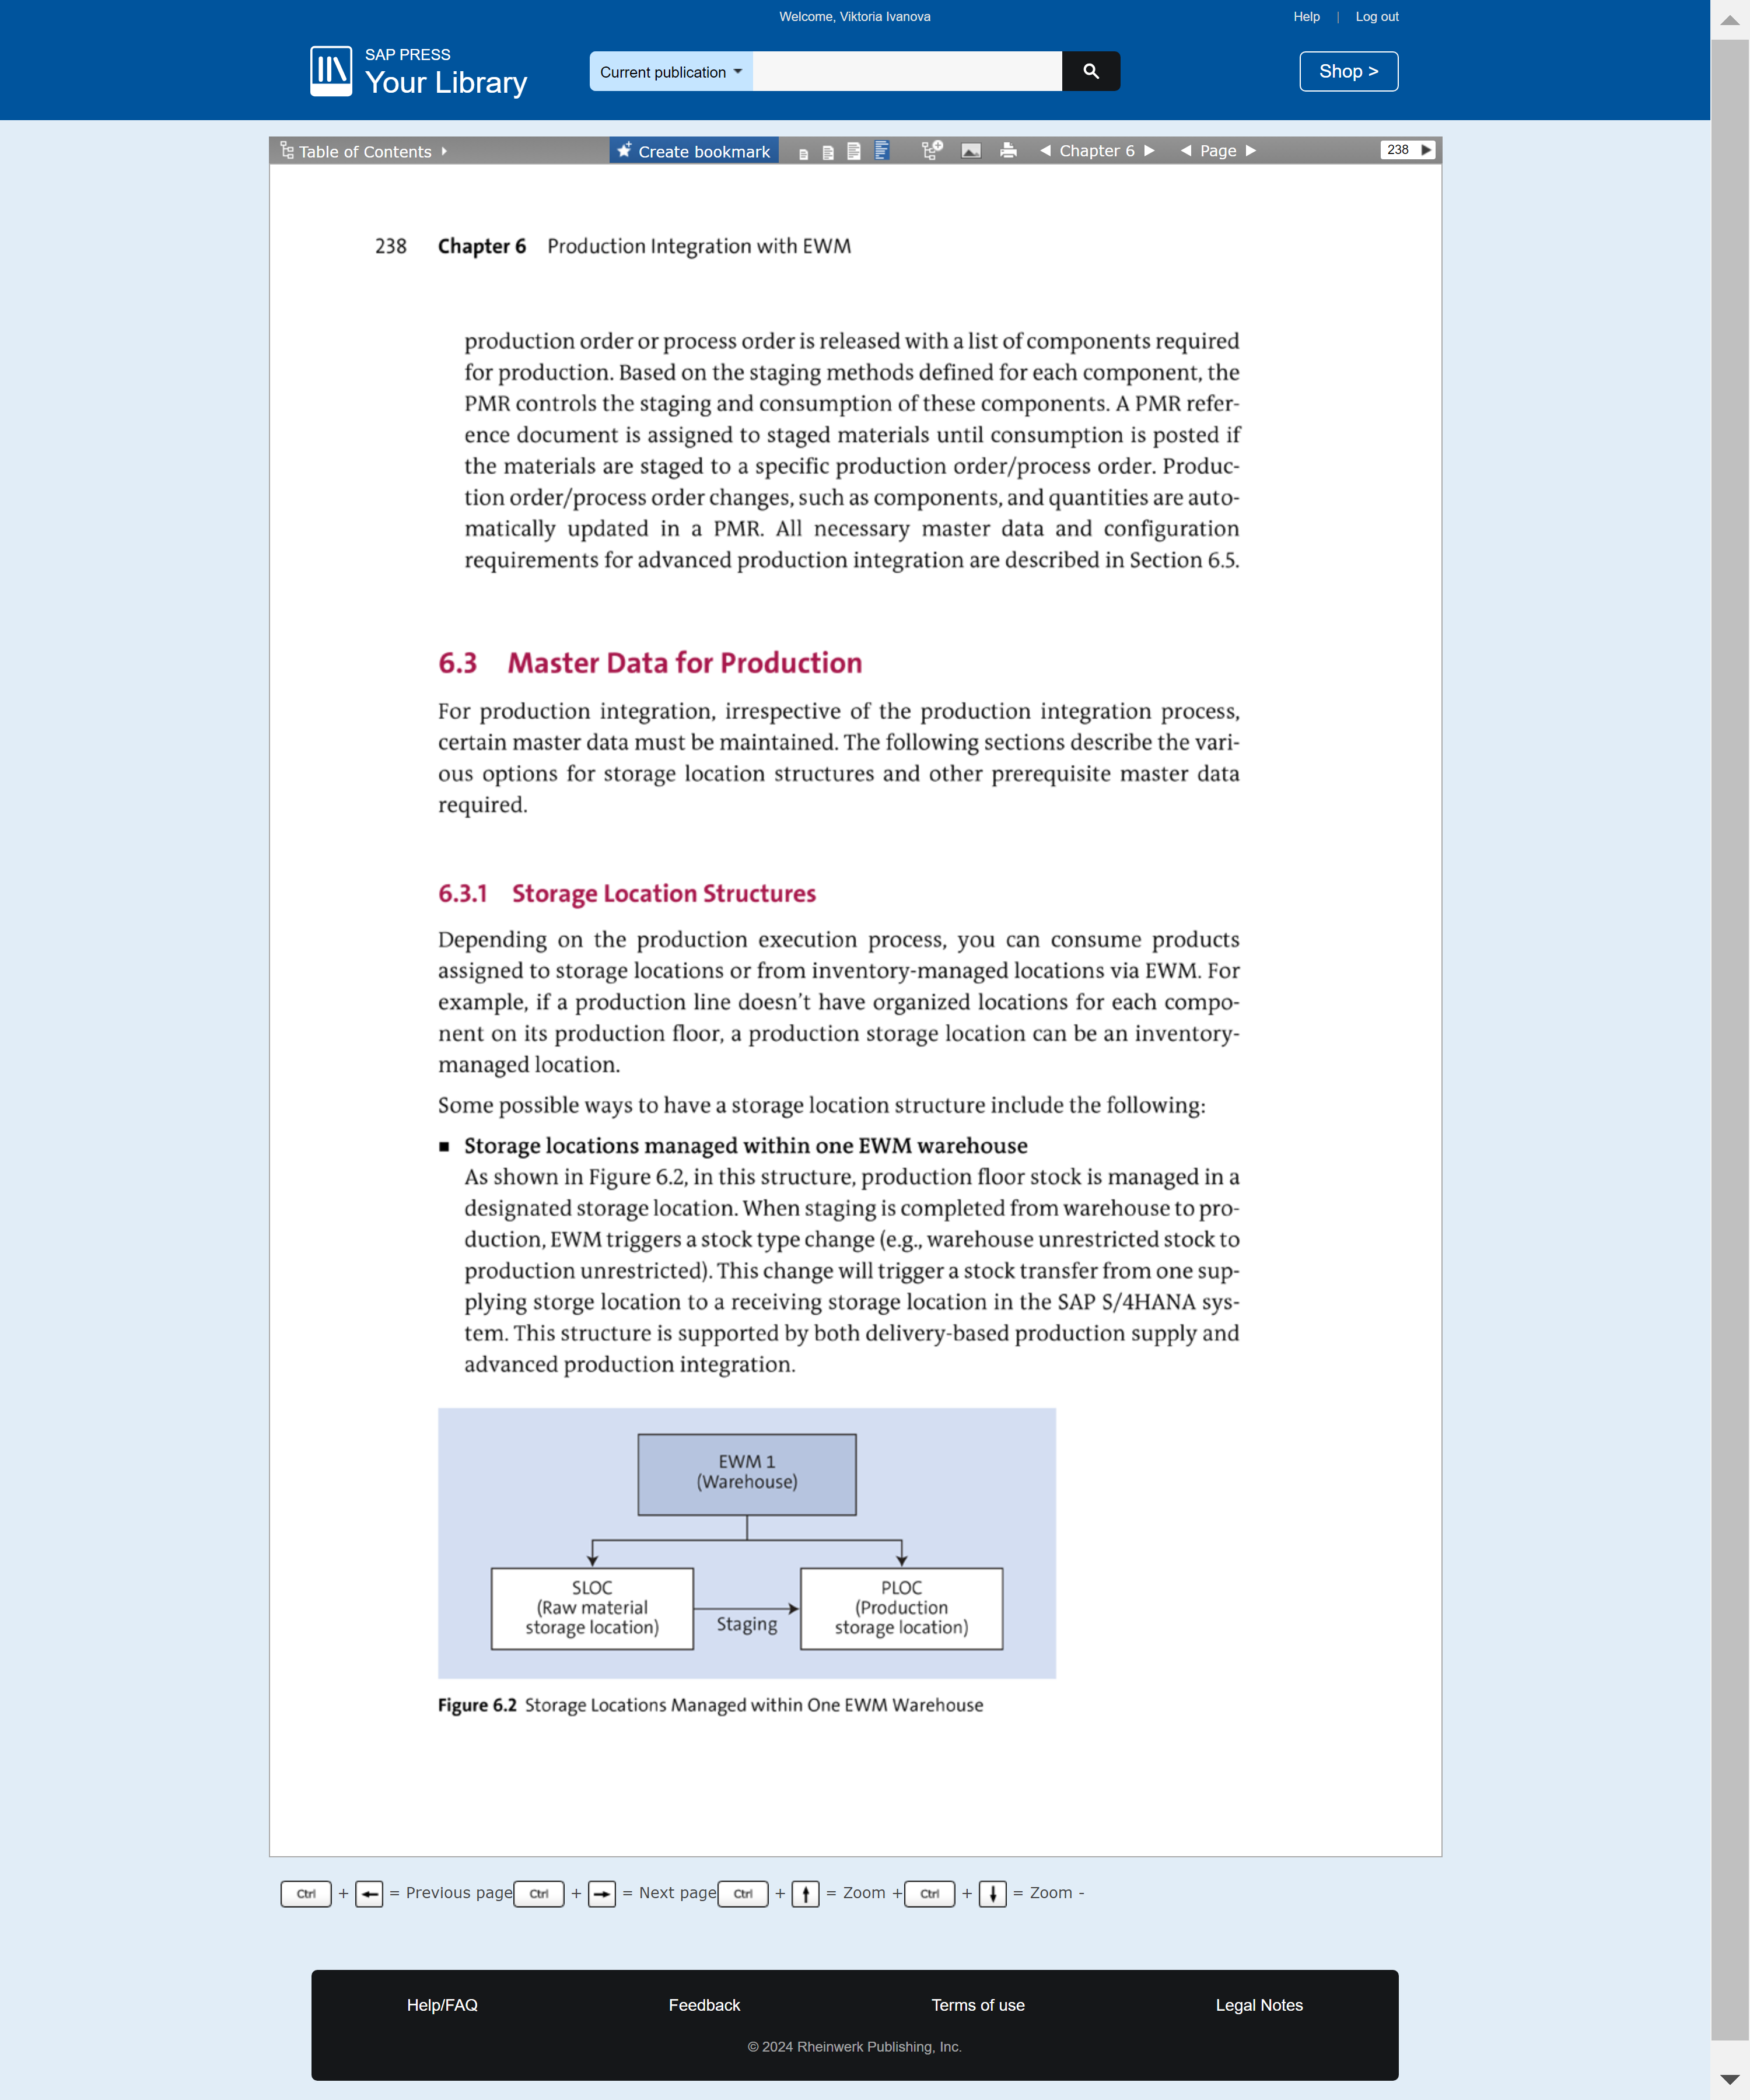 Welcome, Viktoria Ivanova
Help | Log out
SAP PRESS
Your Library
Current publication
Shop >
Table of Contents
Create bookmark
Chapter 6
Page
238
238 Chapter 6 Production Integration with EWM
production order or process order is released with a list of components required
for production. Based on the staging methods defined for each component, the
PMR controls the staging and consumption of these components. A PMR refer-
ence document is assigned to staged materials until consumption is posted if
the materials are staged to a specific production order/process order. Produc-
tion order/process order changes, such as components, and quantities are auto-
matically updated in a PMR. All necessary master data and configuration
requirements for advanced production integration are described in Section 6.5.
6.3 Master Data for Production
For production integration, irrespective of the production integration process,
certain master data must be maintained. The following sections describe the vari-
ous options for storage location structures and other prerequisite master data
required.
6.3.1 Storage Location Structures
Depending on the production execution process, you can consume products
assigned to storage locations or from inventory-managed locations via EWM. For
example, if a production line doesn't have organized locations for each compo-
nent on its production floor, a production storage location can be an inventory-
managed location.
Some possible ways to have a storage location structure include the following:
■ Storage locations managed within one EWM warehouse
As shown in Figure 6.2, in this structure, production floor stock is managed in a
designated storage location. When staging is completed from warehouse to pro-
duction, EWM triggers a stock type change (e.g., warehouse unrestricted stock to
production unrestricted). This change will trigger a stock transfer from one sup-
plying storge location to a receiving storage location in the SAP S/4HANA sys-
tem. This structure is supported by both delivery-based production supply and
advanced production integration.
EWM 1
(Warehouse)
SLOC
(Raw material
storage location)
Staging
PLOC
(Production
storage location)
Figure 6.2 Storage Locations Managed within One EWM Warehouse
Ctrl + ← = Previous page Ctrl + → = Next page Ctrl + ↑ = Zoom + Ctrl + ↓ = Zoom -
Help/FAQ
Feedback
Terms of use
Legal Notes
© 2024 Rheinwerk Publishing, Inc.